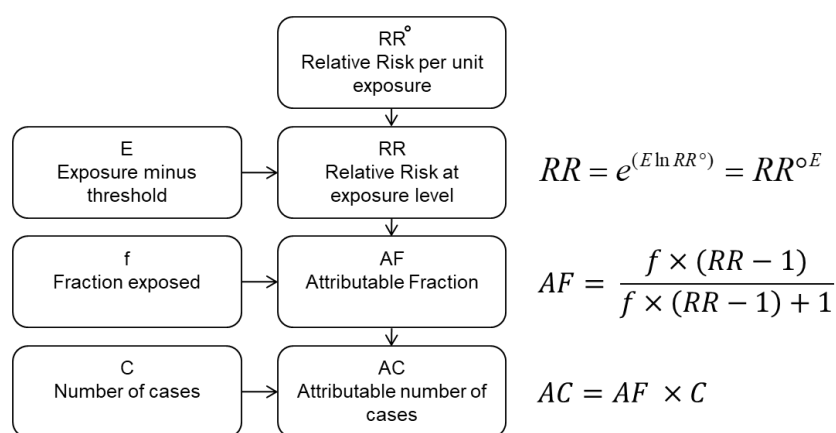 RR°
Relative Risk per unit
exposure
E
Exposure minus
threshold
RR
Relative Risk at
exposure level
RR = e^(E ln RR°) = RR°^E
f
Fraction exposed
AF
Attributable Fraction
AF = f × (RR − 1) / f × (RR − 1) + 1
C
Number of cases
AC
Attributable number of
cases
AC = AF × C